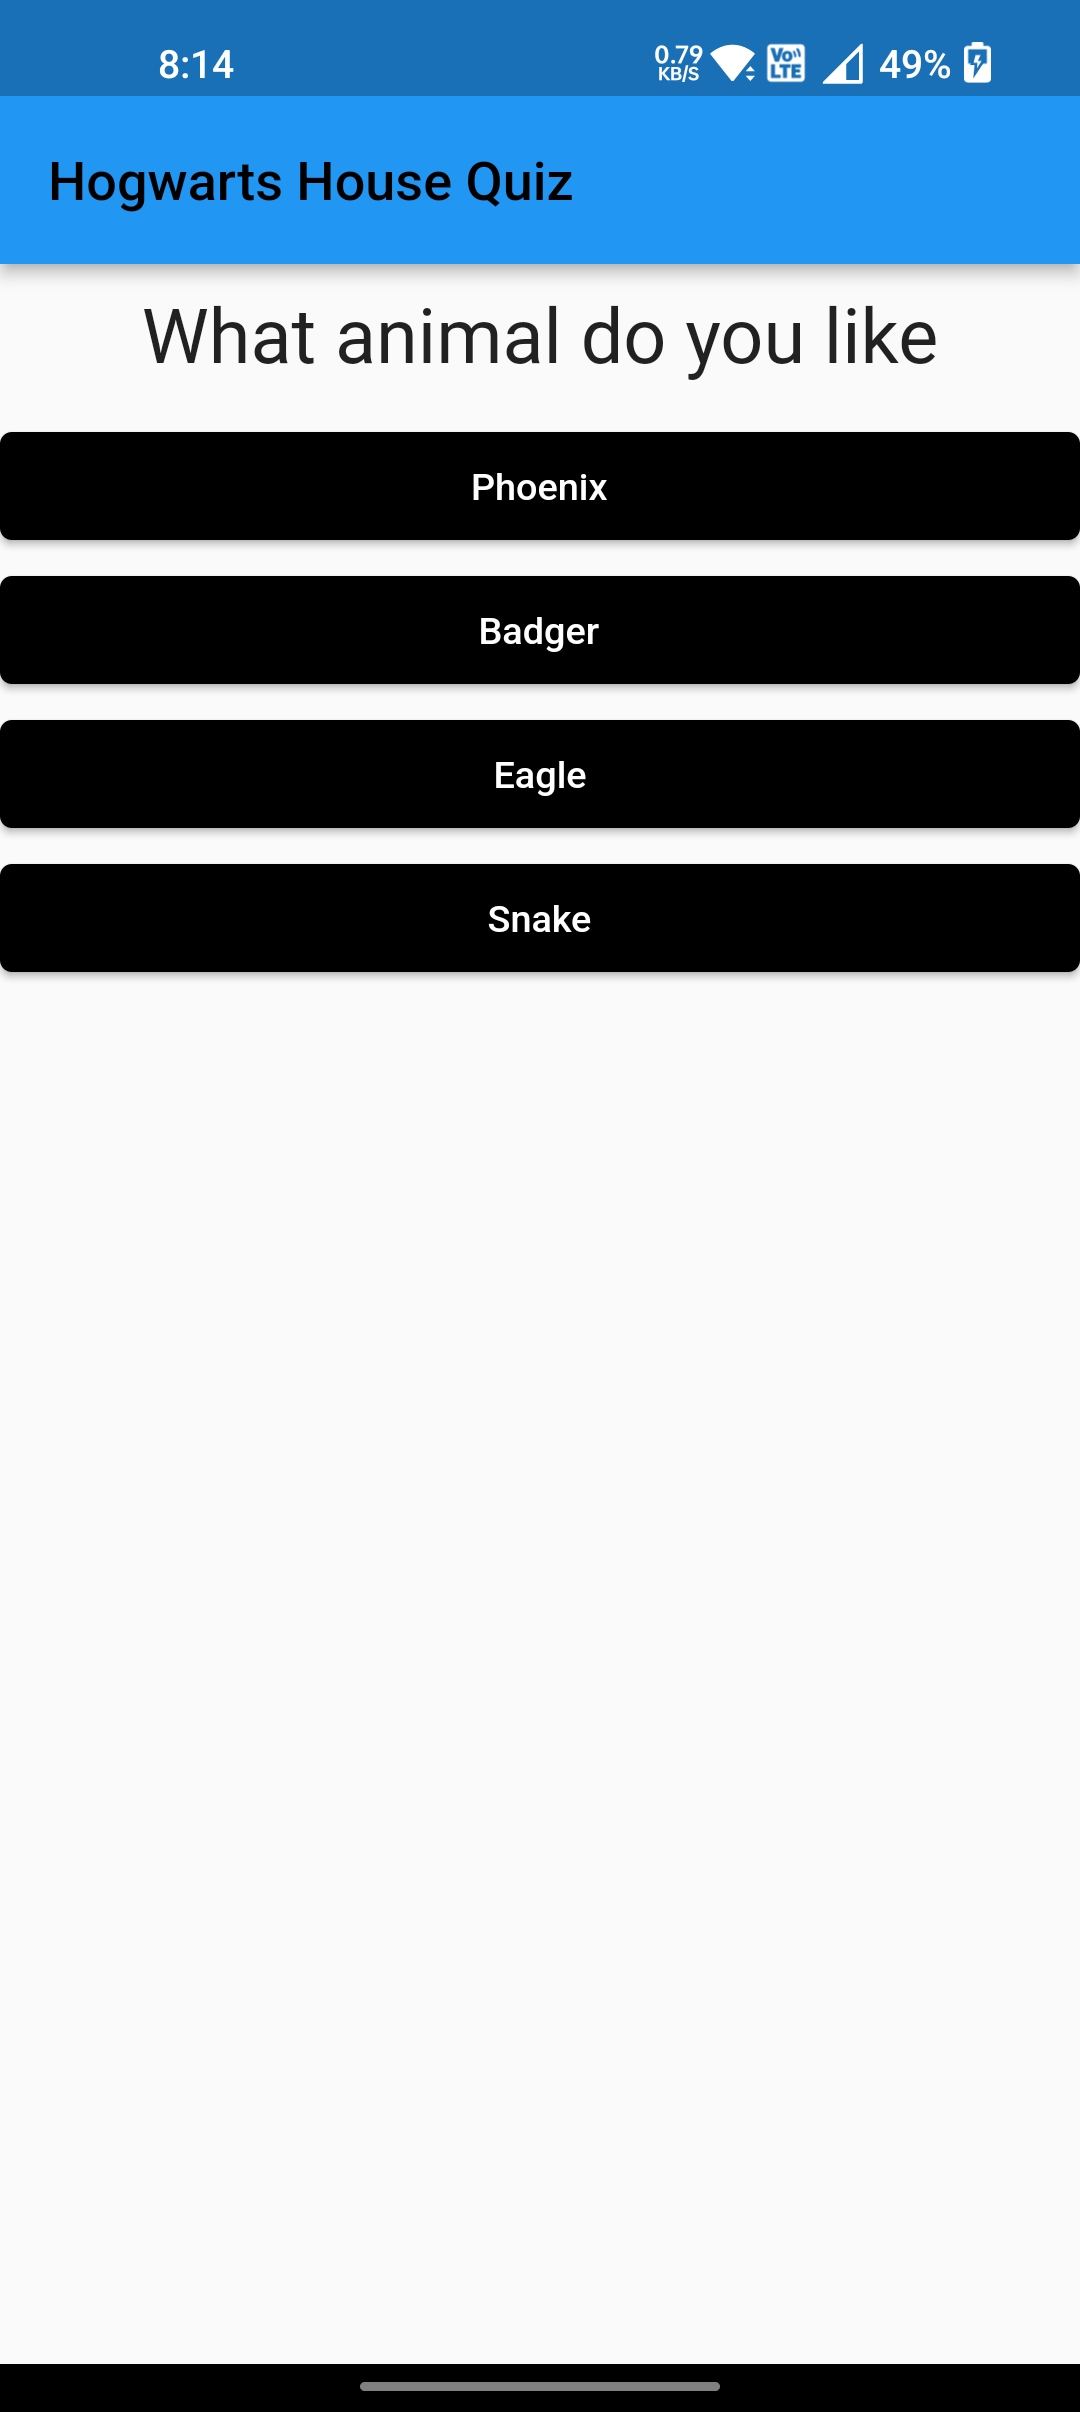 8:14 0.79 KB/S Vo)) LTE 49%
Hogwarts House Quiz
What animal do you like
Phoenix
Badger
Eagle
Snake